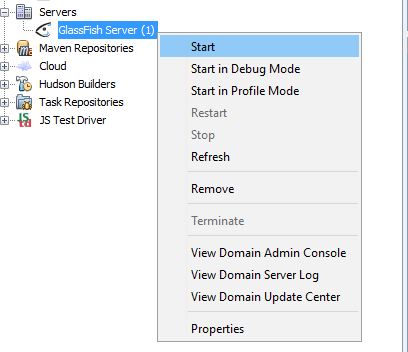 Servers
GlassFish Server (1)
Maven Repositories
Cloud
Hudson Builders
Task Repositories
JS Test Driver
Start
Start in Debug Mode
Start in Profile Mode
Restart
Stop
Refresh
Remove
Terminate
View Domain Admin Console
View Domain Server Log
View Domain Update Center
Properties